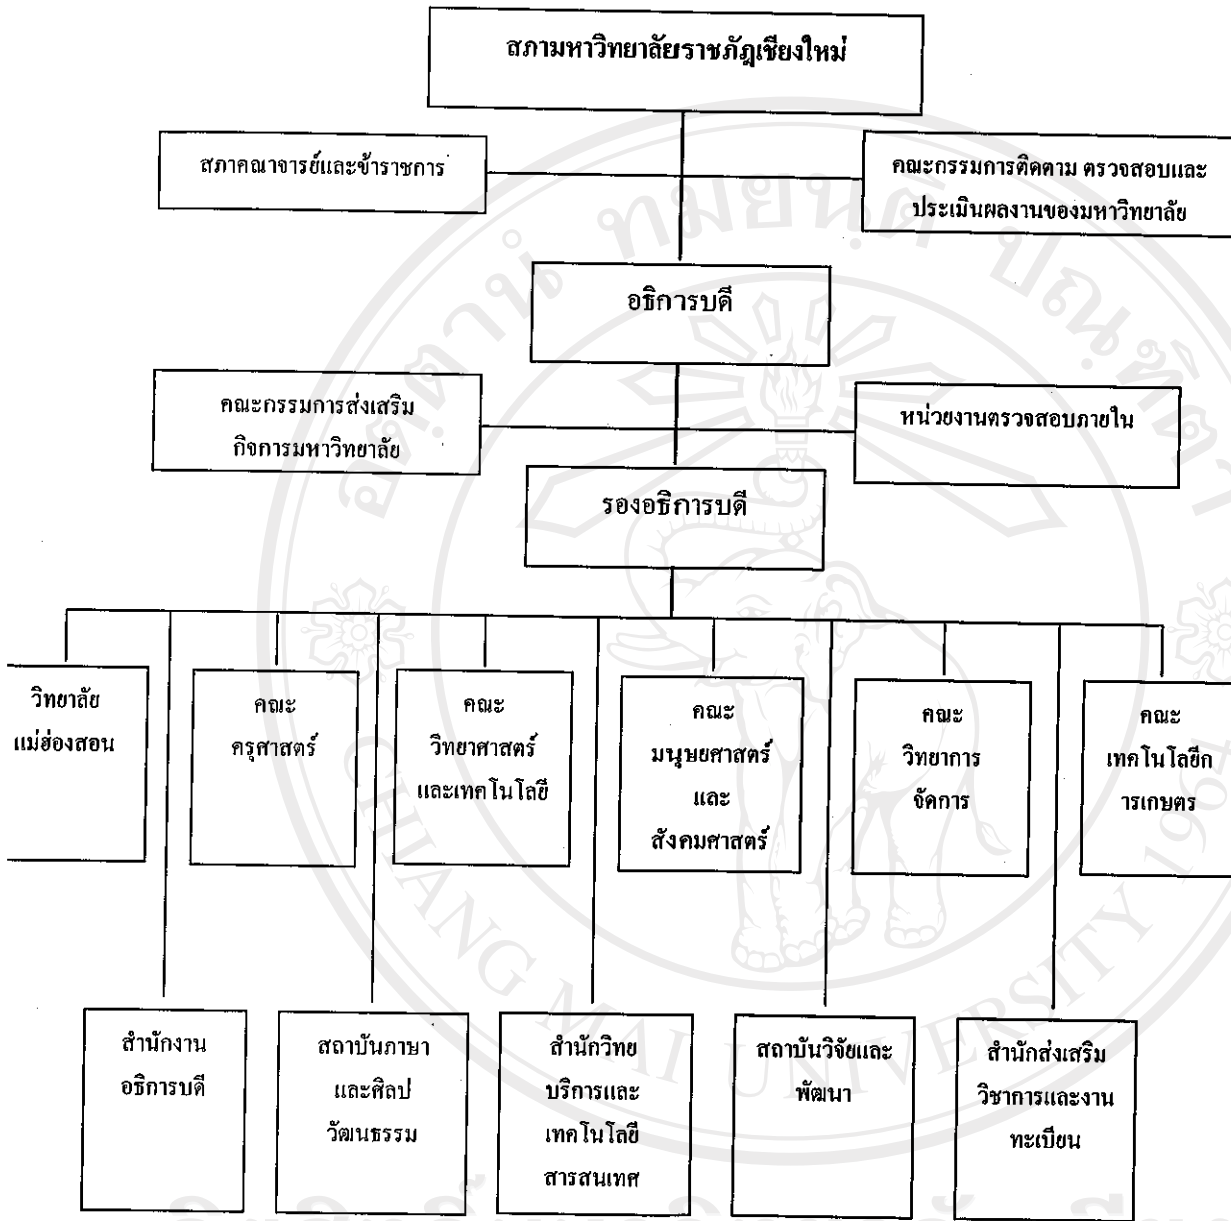 สภามหาวิทยาลัยราชภัฏเชียงใหม่
สภาคณาจารย์และข้าราชการ
คณะกรรมการติดตาม ตรวจสอบและ
ประเมินผลงานของมหาวิทยาลัย
อธิการบดี
คณะกรรมการส่งเสริม
กิจการมหาวิทยาลัย
หน่วยงานตรวจสอบภายใน
รองอธิการบดี
วิทยาลัย
แม่ฮ่องสอน
คณะ
ครุศาสตร์
คณะ
วิทยาศาสตร์
และเทคโนโลยี
คณะ
มนุษยศาสตร์
และ
สังคมศาสตร์
คณะ
วิทยาการ
จัดการ
คณะ
เทคโนโลยีก
ารเกษตร
สำนักงาน
อธิการบดี
สถาบันภาษา
และศิลป
วัฒนธรรม
สำนักวิทย
บริการและ
เทคโนโลยี
สารสนเทศ
สถาบันวิจัยและ
พัฒนา
สำนักส่งเสริม
วิชาการและงาน
ทะเบียน
CHIANG MAI UNIVERSITY 1964